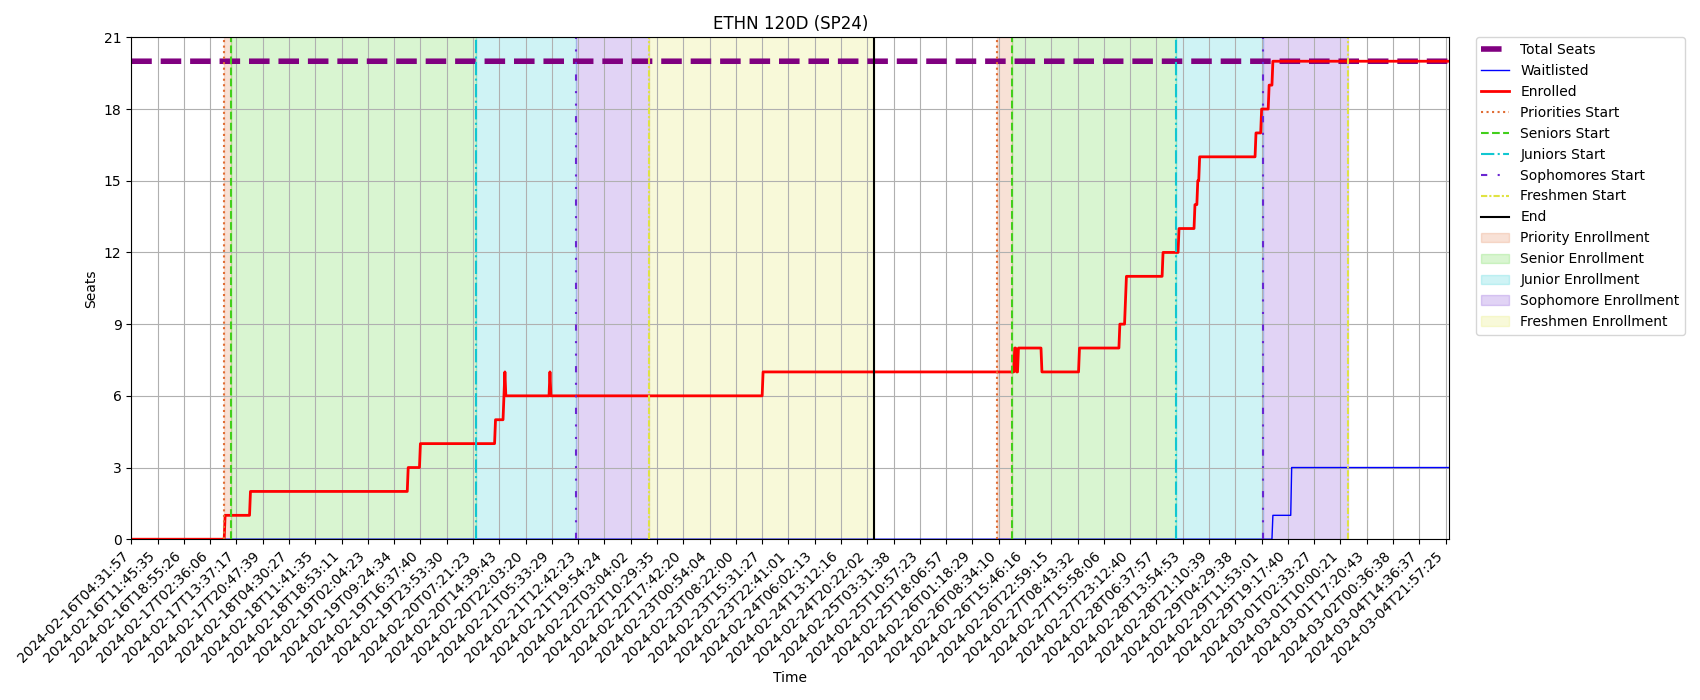 ETHN 120D (SP24)
21
18
15
12
9
6
3
0
Seats
2024-02-16T04:31:57
2024-02-16T11:45:35
2024-02-16T18:55:26
2024-02-17T02:36:06
2024-02-17T13:37:17
2024-02-17T20:47:39
2024-02-18T04:30:27
2024-02-18T11:41:35
2024-02-18T18:53:11
2024-02-19T02:04:23
2024-02-19T09:24:34
2024-02-19T16:37:40
2024-02-19T23:53:30
2024-02-20T07:21:23
2024-02-20T14:39:43
2024-02-20T22:03:20
2024-02-21T05:33:29
2024-02-21T12:42:23
2024-02-21T19:54:24
2024-02-22T03:04:02
2024-02-22T10:29:35
2024-02-22T17:42:20
2024-02-23T00:54:04
2024-02-23T08:22:00
2024-02-23T15:31:27
2024-02-23T22:41:01
2024-02-24T06:02:13
2024-02-24T13:12:16
2024-02-24T20:22:02
2024-02-25T03:31:38
2024-02-25T10:57:23
2024-02-25T18:06:57
2024-02-26T01:18:29
2024-02-26T08:34:10
2024-02-26T15:46:16
2024-02-26T22:59:15
2024-02-27T08:43:32
2024-02-27T15:58:06
2024-02-27T23:12:40
2024-02-28T06:37:57
2024-02-28T13:54:53
2024-02-28T21:10:39
2024-02-29T04:29:38
2024-02-29T11:53:01
2024-02-29T19:17:40
2024-03-01T02:33:27
2024-03-01T10:00:21
2024-03-01T17:20:43
2024-03-02T00:36:38
2024-03-04T14:36:37
2024-03-04T21:57:25
Time
Total Seats
Waitlisted
Enrolled
Priorities Start
Seniors Start
Juniors Start
Sophomores Start
Freshmen Start
End
Priority Enrollment
Senior Enrollment
Junior Enrollment
Sophomore Enrollment
Freshmen Enrollment